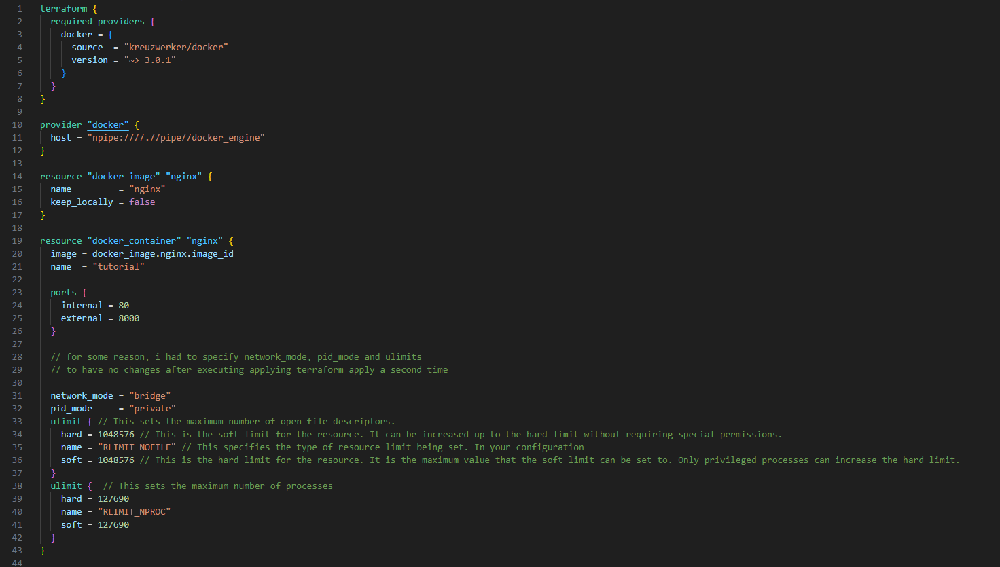 1 terraform {
2 required_providers {
3 docker = {
4 source  = "kreuzwerker/docker"
5 version = "~> 3.0.1"
6 }
7 }
8 }
9
10 provider "docker" {
11 host = "npipe:////.//pipe//docker_engine"
12 }
13
14 resource "docker_image" "nginx" {
15 name         = "nginx"
16 keep_locally = false
17 }
18
19 resource "docker_container" "nginx" {
20 image = docker_image.nginx.image_id
21 name  = "tutorial"
22
23 ports {
24 internal = 80
25 external = 8000
26 }
27
28 // for some reason, i had to specify network_mode, pid_mode and ulimits
29 // to have no changes after executing applying terraform apply a second time
30
31 network_mode = "bridge"
32 pid_mode     = "private"
33 ulimit { // This sets the maximum number of open file descriptors.
34 hard = 1048576 // This is the soft limit for the resource. It can be increased up to the hard limit without requiring special permissions.
35 name = "RLIMIT_NOFILE" // This specifies the type of resource limit being set. In your configuration
36 soft = 1048576 // This is the hard limit for the resource. It is the maximum value that the soft limit can be set to. Only privileged processes can increase the hard limit.
37 }
38 ulimit {  // This sets the maximum number of processes
39 hard = 127690
40 name = "RLIMIT_NPROC"
41 soft = 127690
42 }
43 }
44